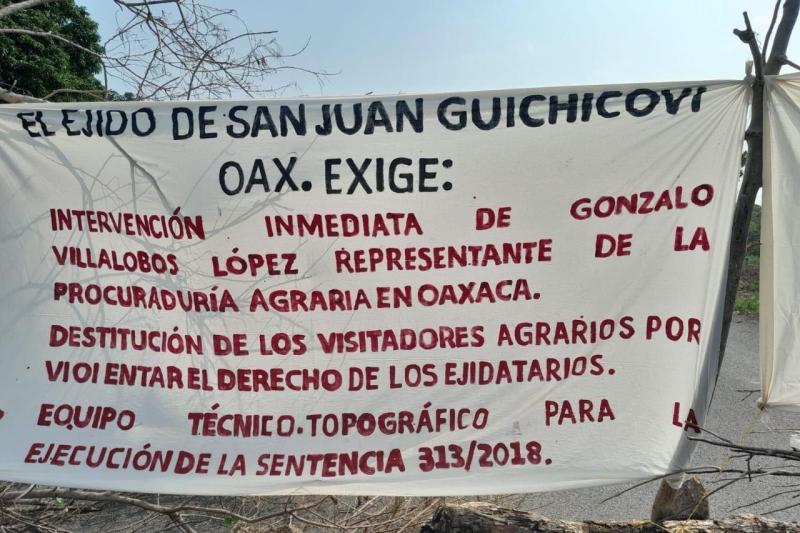 EL EJIDO DE SAN JUAN GUICHICOVI
OAX. EXIGE:
INTERVENCIÓN INMEDIATA DE GONZALO
VILLALOBOS LÓPEZ REPRESENTANTE DE LA
PROCURADURÍA AGRARIA EN OAXACA.
DESTITUCIÓN DE LOS VISITADORES AGRARIOS POR
VIOLENTAR EL DERECHO DE LOS EJIDATARIOS.
EQUIPO TÉCNICO.TOPOGRÁFICO PARA LA
EJECUCIÓN DE LA SENTENCIA 313/2018.